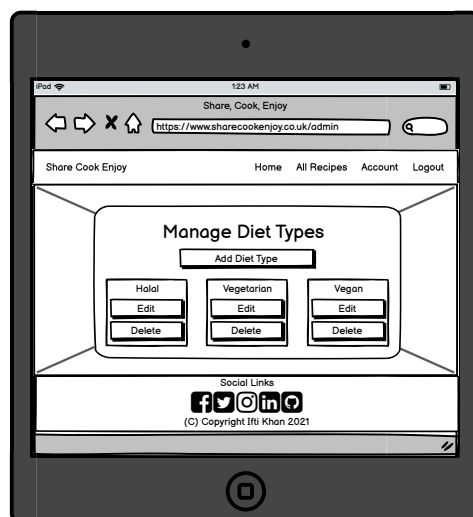 iPad 1:23 AM
Share, Cook, Enjoy
https://www.sharecookenjoy.co.uk/admin
Share Cook Enjoy Home All Recipes Account Logout
Manage Diet Types
Add Diet Type
Halal Vegetarian Vegan
Edit Edit Edit
Delete Delete Delete
Social Links
(C) Copyright Ifti Khan 2021